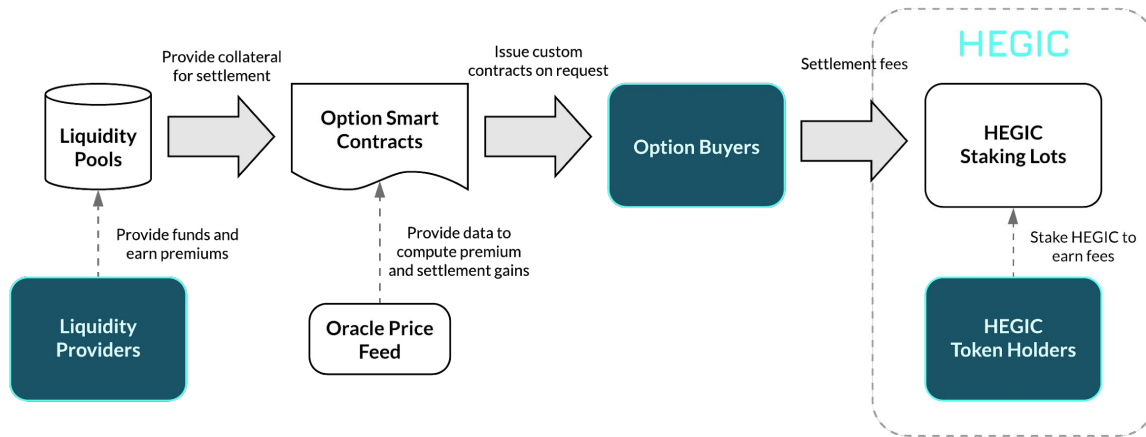 HEGIC
Provide collateral
for settlement
Issue custom
contracts on request
Settlement fees
Liquidity
Pools
Option Smart
Contracts
Option Buyers
HEGIC
Staking Lots
Provide funds and
earn premiums
Provide data to
compute premium
and settlement gains
Stake HEGIC to
earn fees
Liquidity
Providers
Oracle Price
Feed
HEGIC
Token Holders